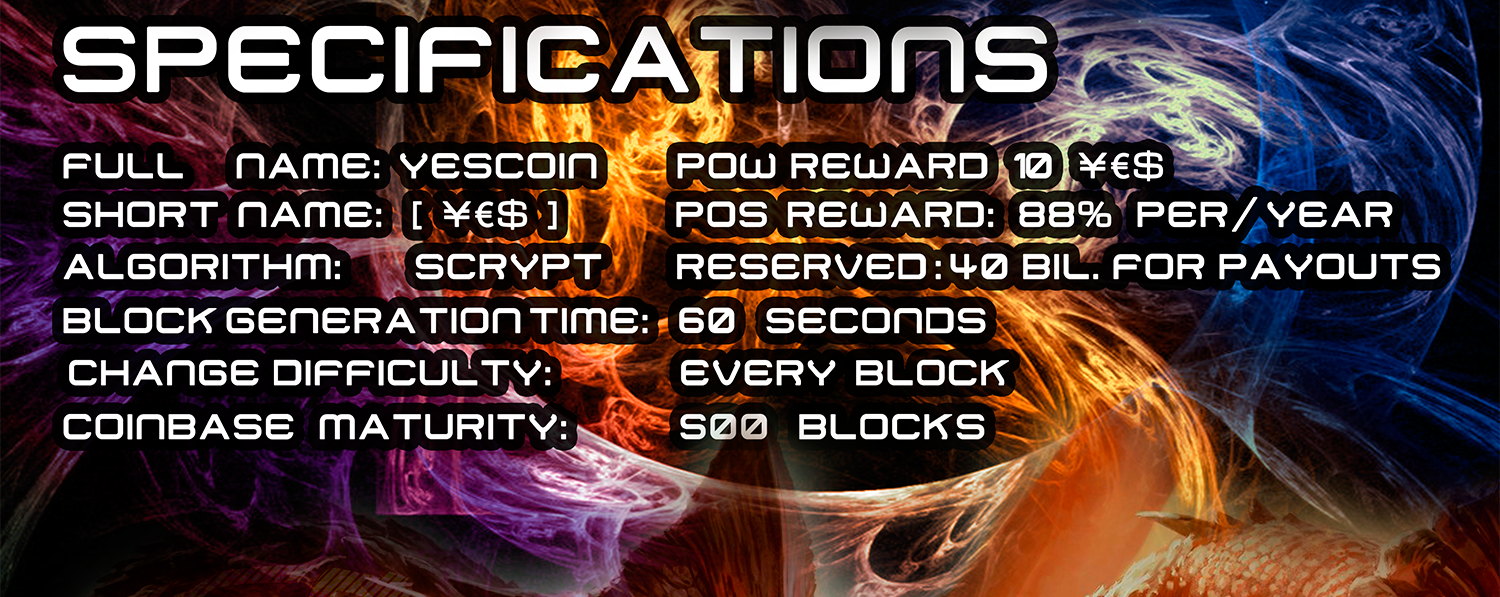 SPECIFICATIONS
FULL NAME: YESCOIN POW REWARD 10 ¥€$
SHORT NAME: [ ¥€$ ] POS REWARD: 88% PER/YEAR
ALGORITHM: SCRYPT RESERVED:40 BIL. FOR PAYOUTS
BLOCK GENERATION TIME: 60 SECONDS
CHANGE DIFFICULTY: EVERY BLOCK
COINBASE MATURITY: 500 BLOCKS